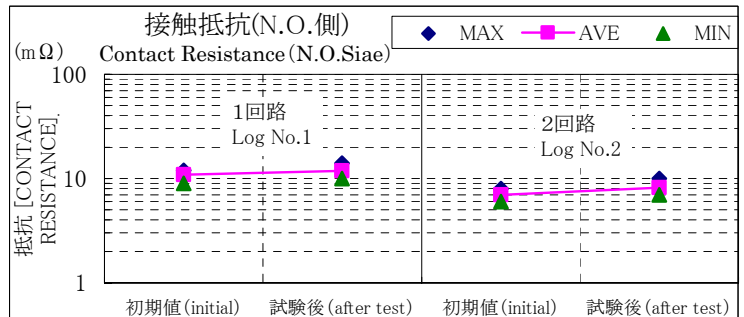 接触抵抗(N.O.側)
Contact Resistance(N.O.Siae)
MAX AVE MIN
(mΩ)
100
10
1
抵抗 [CONTACT
RESISTANCE].
1回路
Log No.1
2回路
Log No.2
初期値(initial) 試験後(after test) 初期値(initial) 試験後(after test)